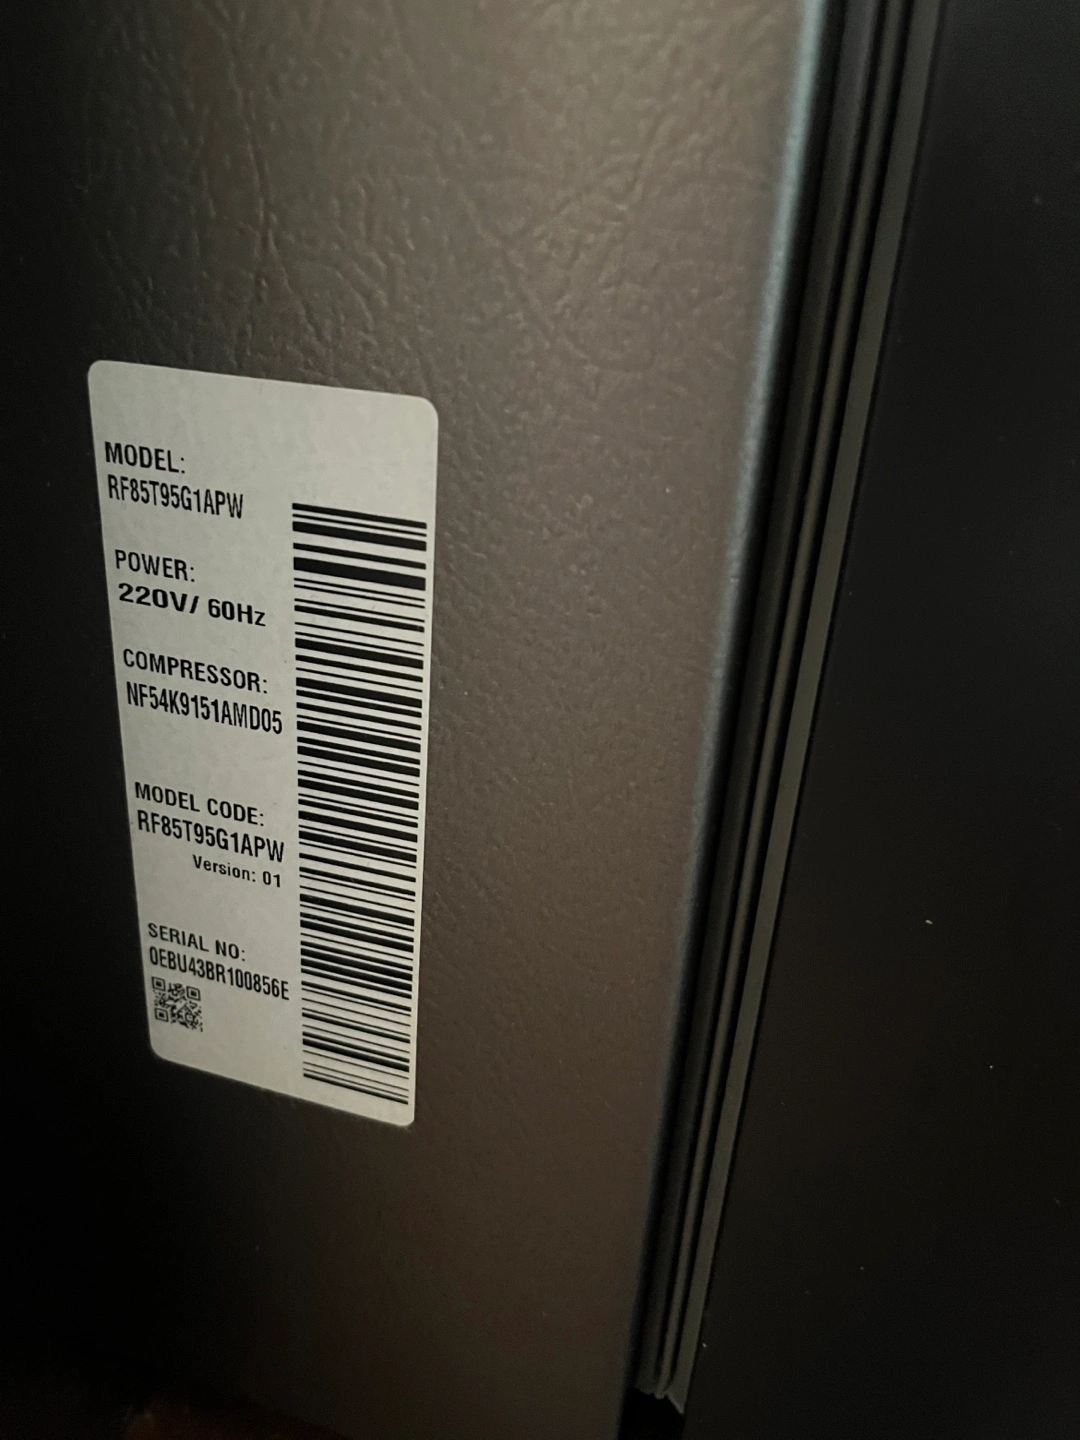 MODEL:
RF85T95G1APW
POWER:
220V/ 60Hz
COMPRESSOR:
NF54K9151AMD05
MODEL CODE:
RF85T95G1APW
Version: 01
SERIAL NO:
0EBU43BR100856E